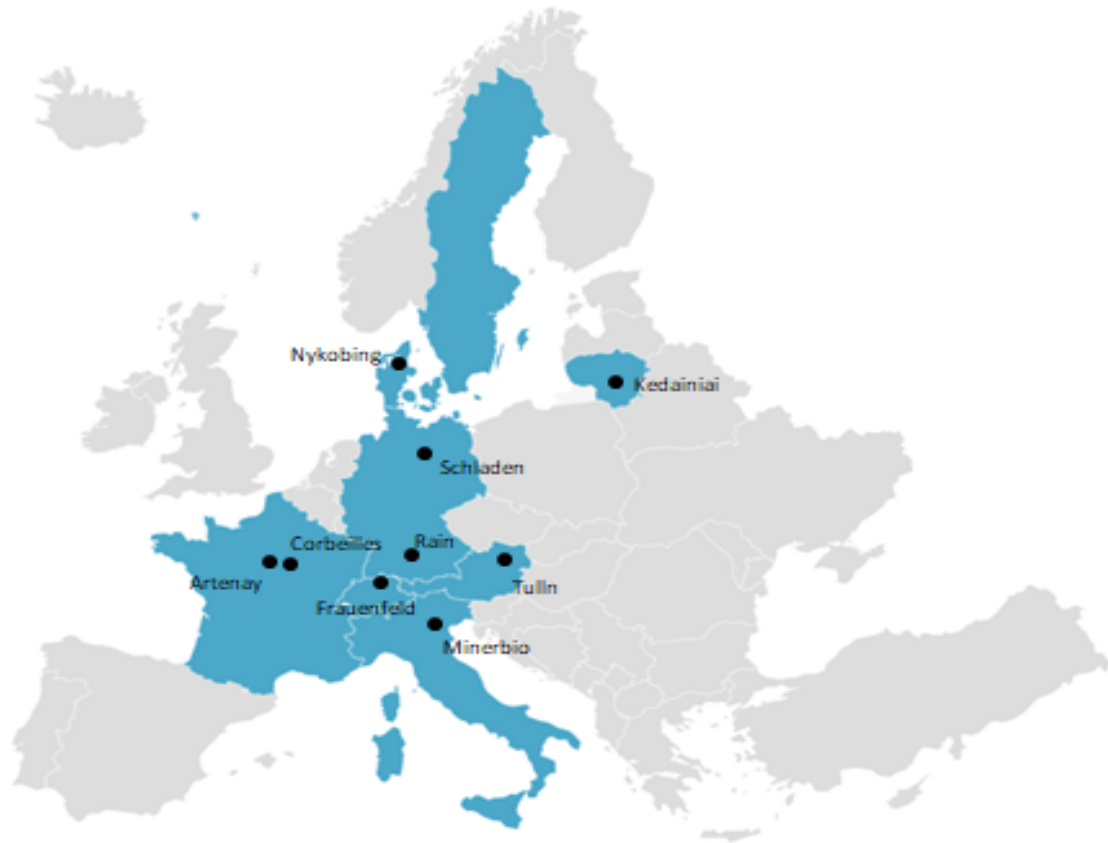 Nykobing
Kedainiai
Schladen
Corbeilles
Rain
Artenay
Tulln
Frauenfeld
Minerbio